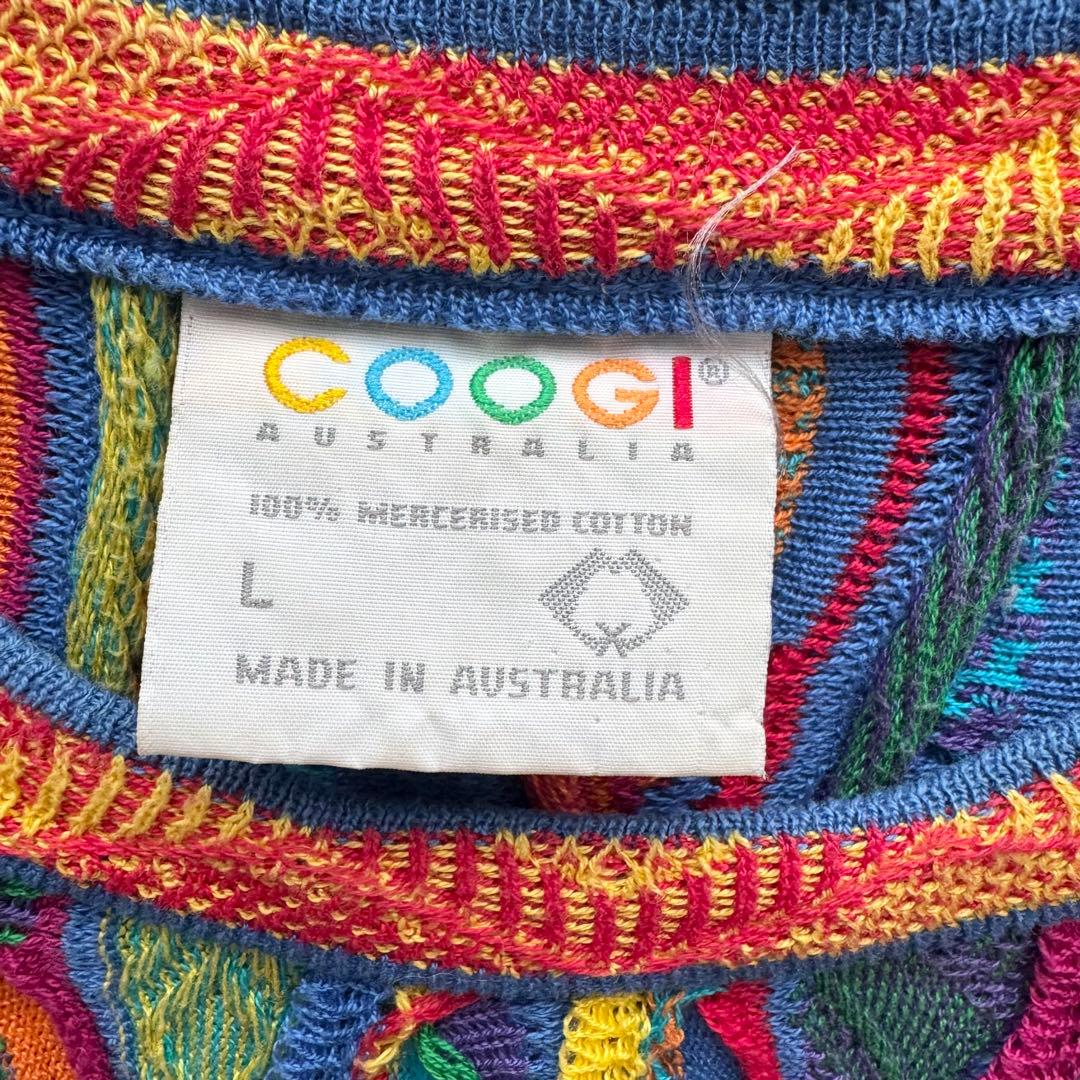 COOGI®
AUSTRALIA
100% MERCERISED COTTON
L
MADE IN AUSTRALIA